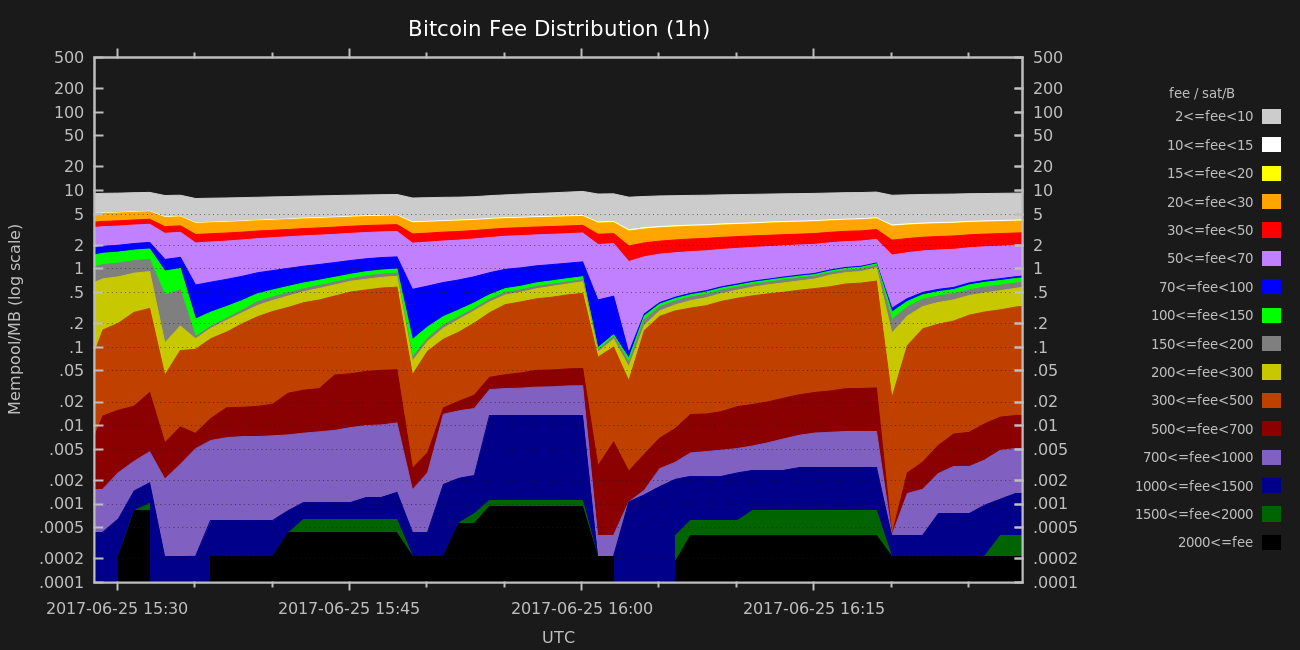 Bitcoin Fee Distribution (1h)
Mempool/MB (log scale)
500
200
100
50
20
10
5
2
1
.5
.2
.1
.05
.02
.01
.005
.002
.001
.0005
.0002
.0001
500
200
100
50
20
10
5
2
1
.5
.2
.1
.05
.02
.01
.005
.002
.001
.0005
.0002
.0001
2017-06-25 15:30
2017-06-25 15:45
2017-06-25 16:00
2017-06-25 16:15
UTC
fee / sat/B
2<=fee<10
10<=fee<15
15<=fee<20
20<=fee<30
30<=fee<50
50<=fee<70
70<=fee<100
100<=fee<150
150<=fee<200
200<=fee<300
300<=fee<500
500<=fee<700
700<=fee<1000
1000<=fee<1500
1500<=fee<2000
2000<=fee